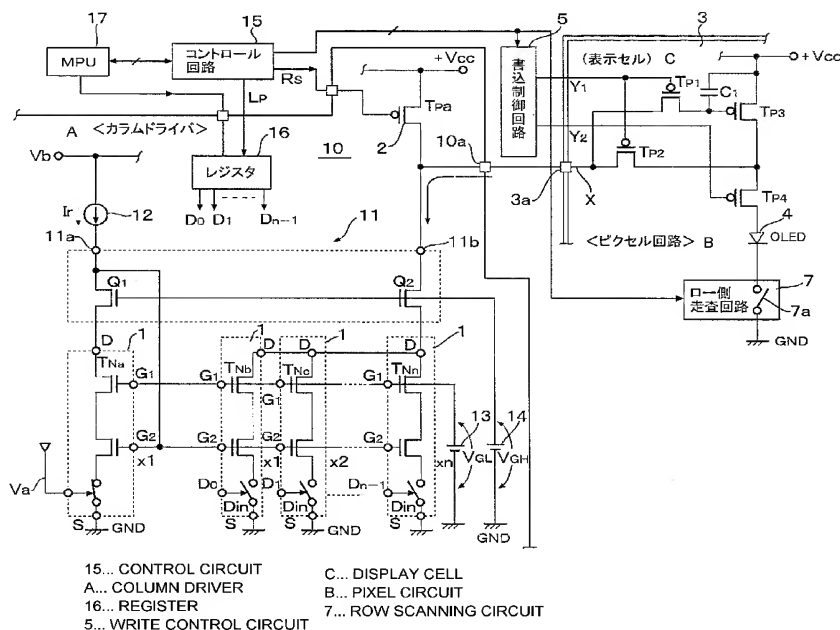 17
MPU
15
コントロール
回路
Rs
LP
A <カラムドライバ>
16
レジスタ
D0 D1 Dn-1
10
+Vcc
TPa
2
10a
5
書込制御回路
3
(表示セル) C
+Vcc
Y1
Y2
TP1
C1
TP3
TP2
3a
X
TP4
4
OLED
<ピクセル回路> B
7
ロー側
走査回路
7a
GND
Vb
Ir
12
11
11a
11b
Q1
Q2
D 1
1 D
D 1
D 1
TNa
G1
G1
TNb
G1
TNc
G1
TNn
13
14
VGL
VGH
G2
G2
G2
G2
x1
x1
x2
xn
Va
D0
D1
Dn-1
Din
Din
Din
S
GND
S
S
S
GND
15... CONTROL CIRCUIT
A... COLUMN DRIVER
16... REGISTER
5... WRITE CONTROL CIRCUIT
C... DISPLAY CELL
B... PIXEL CIRCUIT
7... ROW SCANNING CIRCUIT